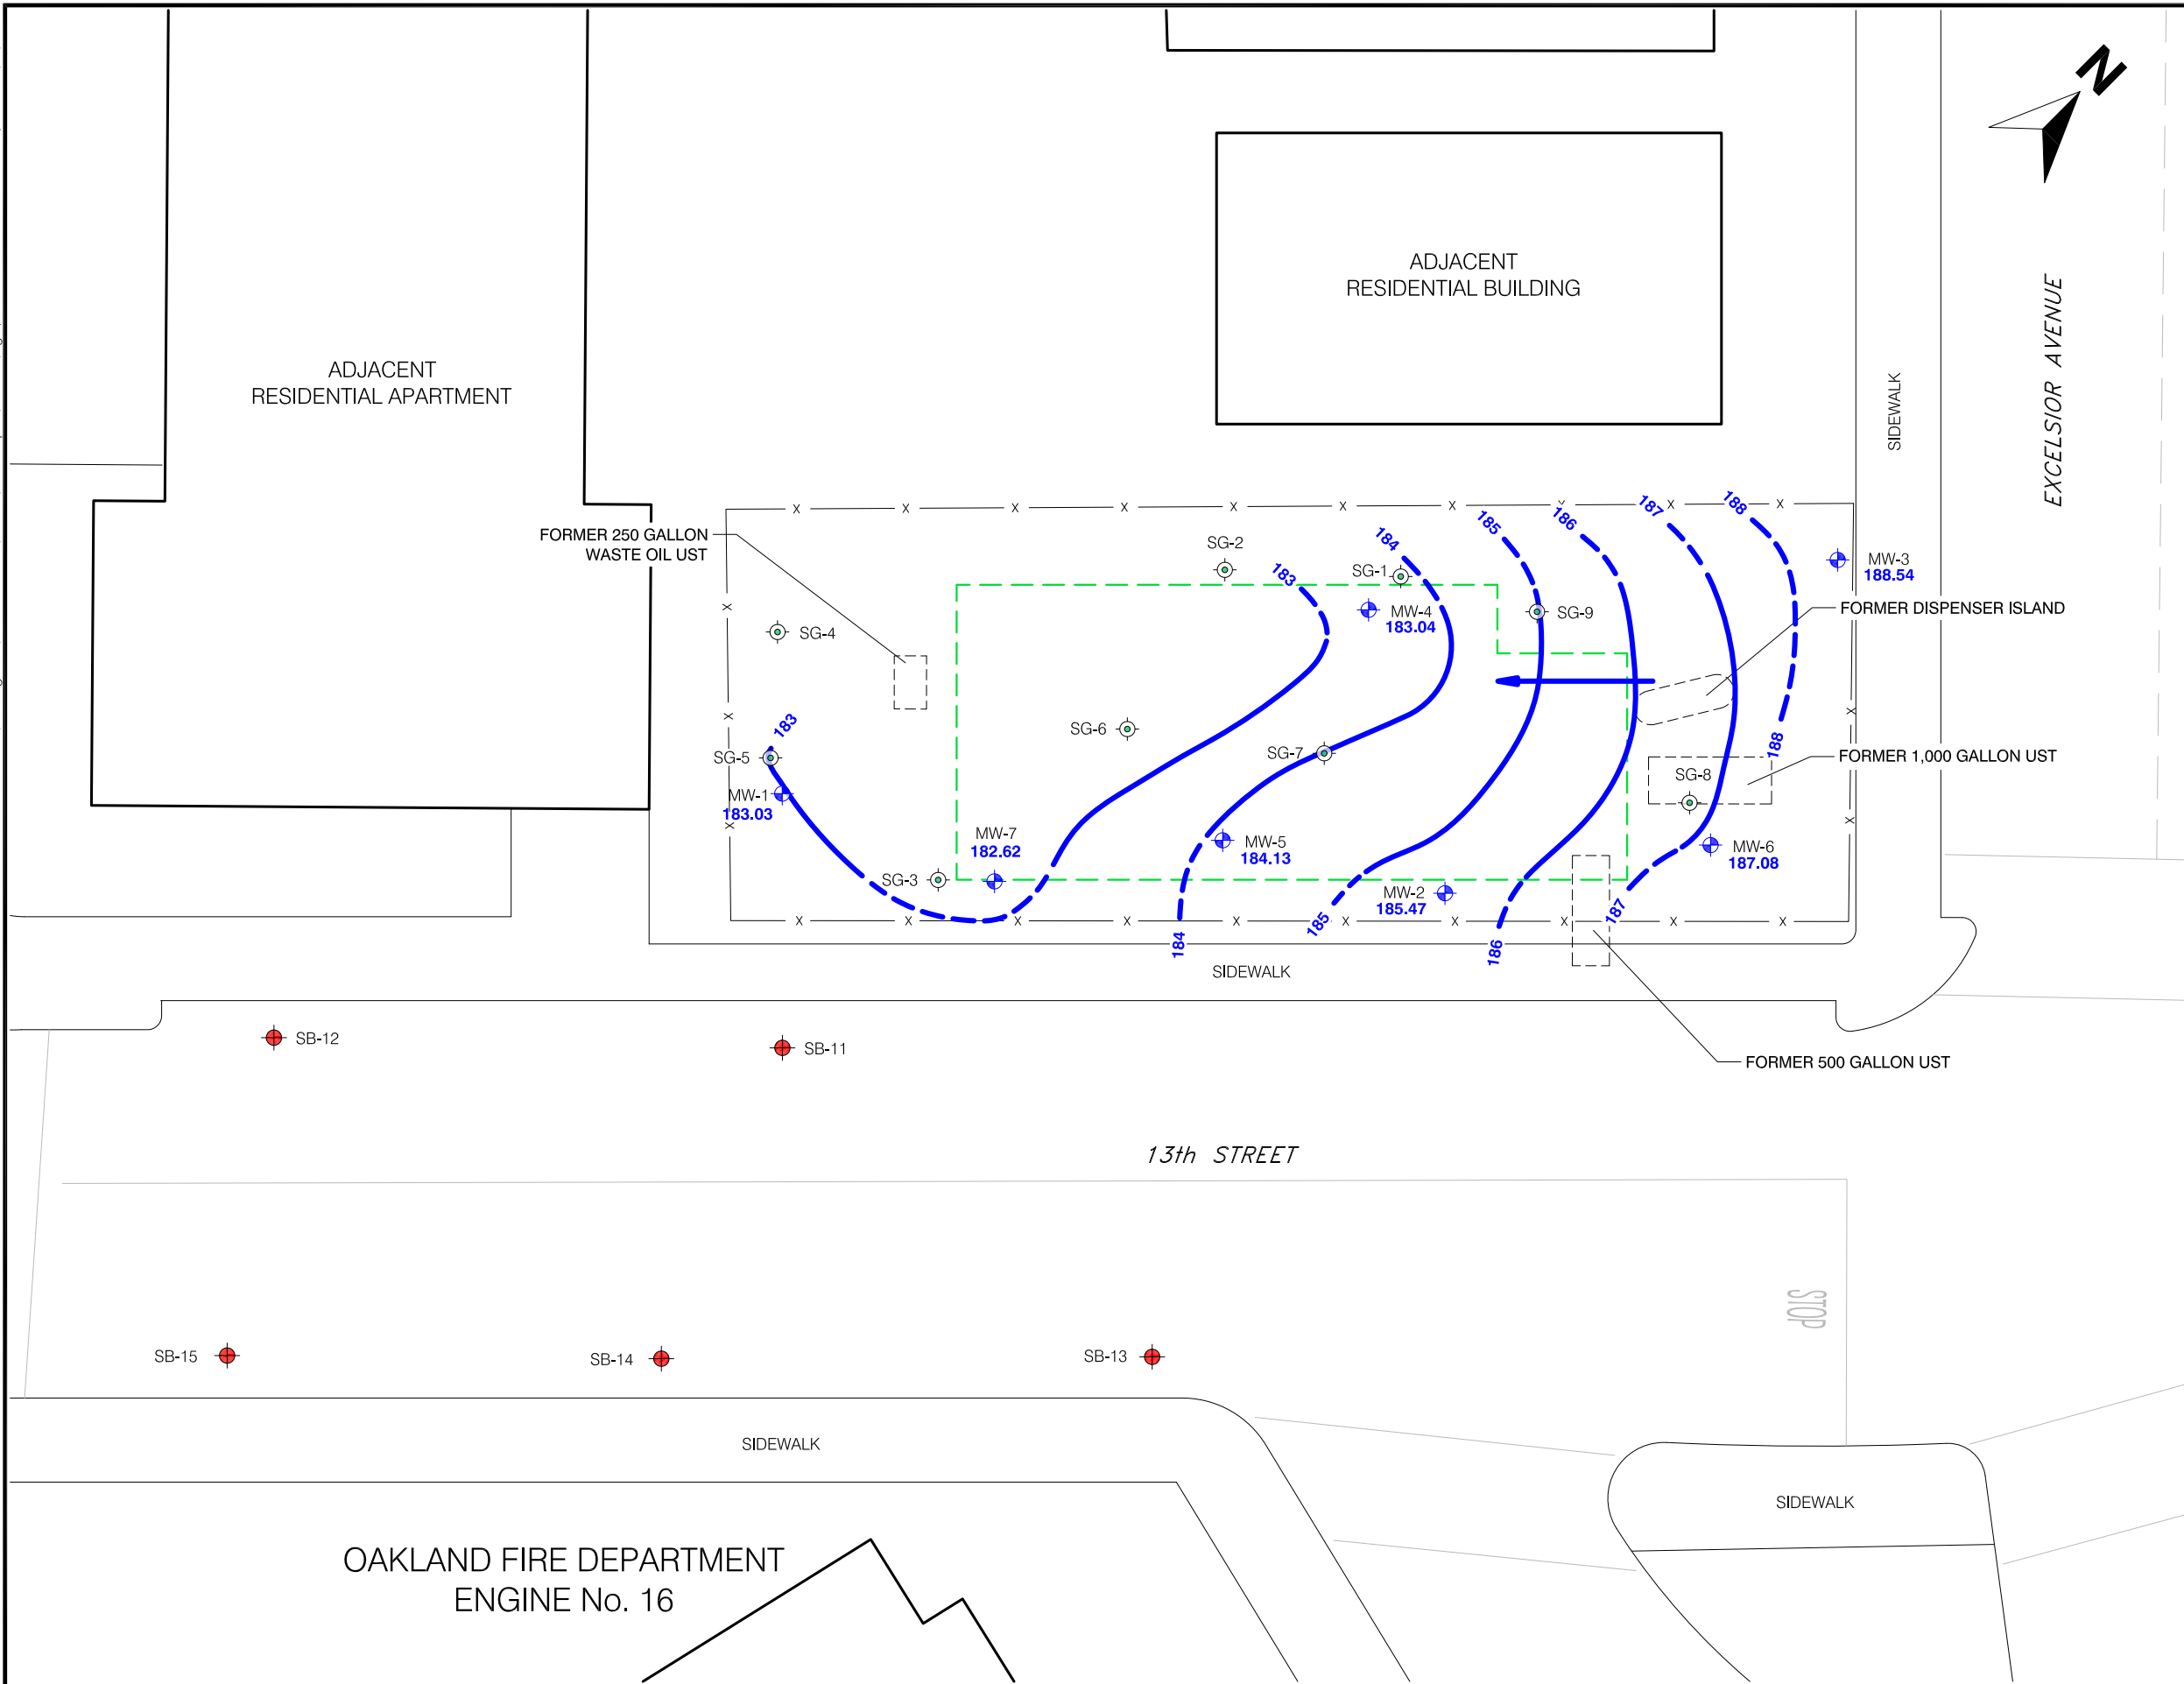 N
ADJACENT
RESIDENTIAL BUILDING
EXCELSIOR AVENUE
ADJACENT
RESIDENTIAL APARTMENT
SIDEWALK
FORMER 250 GALLON
WASTE OIL UST
188
187
186
185
184
183
SG-2
SG-1
MW-3
188.54
SG-4
MW-4
183.04
SG-9
FORMER DISPENSER ISLAND
183
SG-5
SG-6
SG-7
188
FORMER 1,000 GALLON UST
SG-8
MW-1
183.03
MW-7
182.62
MW-5
184.13
MW-6
187.08
SG-3
MW-2
185.47
184
185
186
187
SIDEWALK
SB-12
SB-11
FORMER 500 GALLON UST
13th STREET
STOP
SB-15
SB-14
SB-13
SIDEWALK
SIDEWALK
OAKLAND FIRE DEPARTMENT
ENGINE No. 16